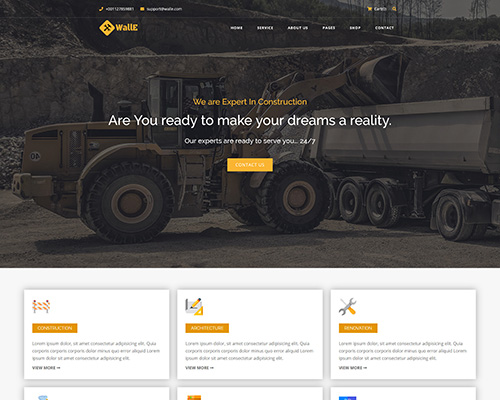 support@walle.com
WallE
HOME SERVICE ABOUT US PAGES SHOP CONTACT
We are Expert In Construction
Are You ready to make your dreams a reality.
Our experts are ready to serve you... 24/7
CONTACT US
CONSTRUCTION
Lorem ipsum, dolor sit amet consectetur adipisicing elit. Quia
corporis corporis dolor minus quo error aliquid Lorem ipsum
dolor sit amet consectetur adipisicing elit.
VIEW MORE
ARCHITECTURE
Lorem ipsum, dolor sit amet consectetur adipisicing elit. Quia
corporis corporis dolor minus quo error aliquid Lorem ipsum
dolor sit amet consectetur adipisicing elit.
VIEW MORE
RENOVATION
Lorem ipsum, dolor sit amet consectetur adipisicing elit. Quia
corporis corporis dolor minus quo error aliquid Lorem ipsum
dolor sit amet consectetur adipisicing elit.
VIEW MORE